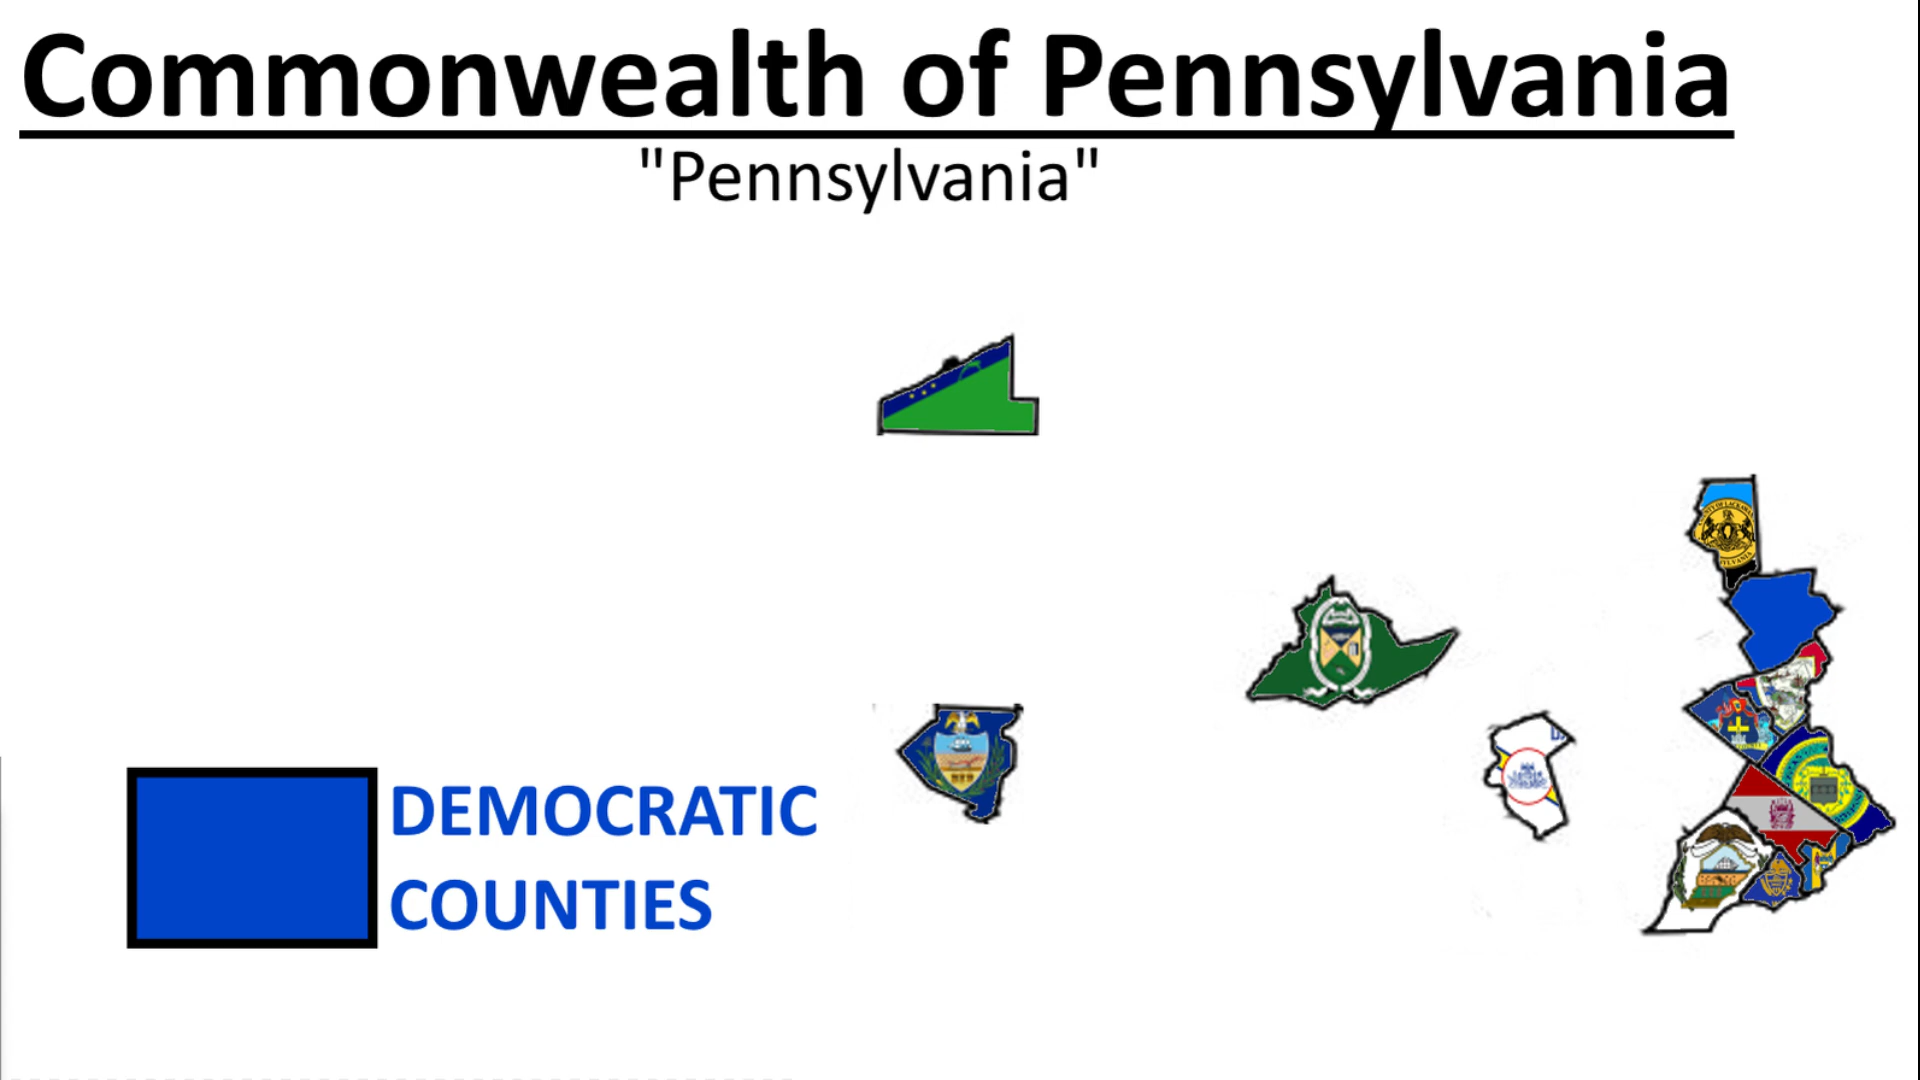 Commonwealth of Pennsylvania
"Pennsylvania"
DEMOCRATIC
COUNTIES